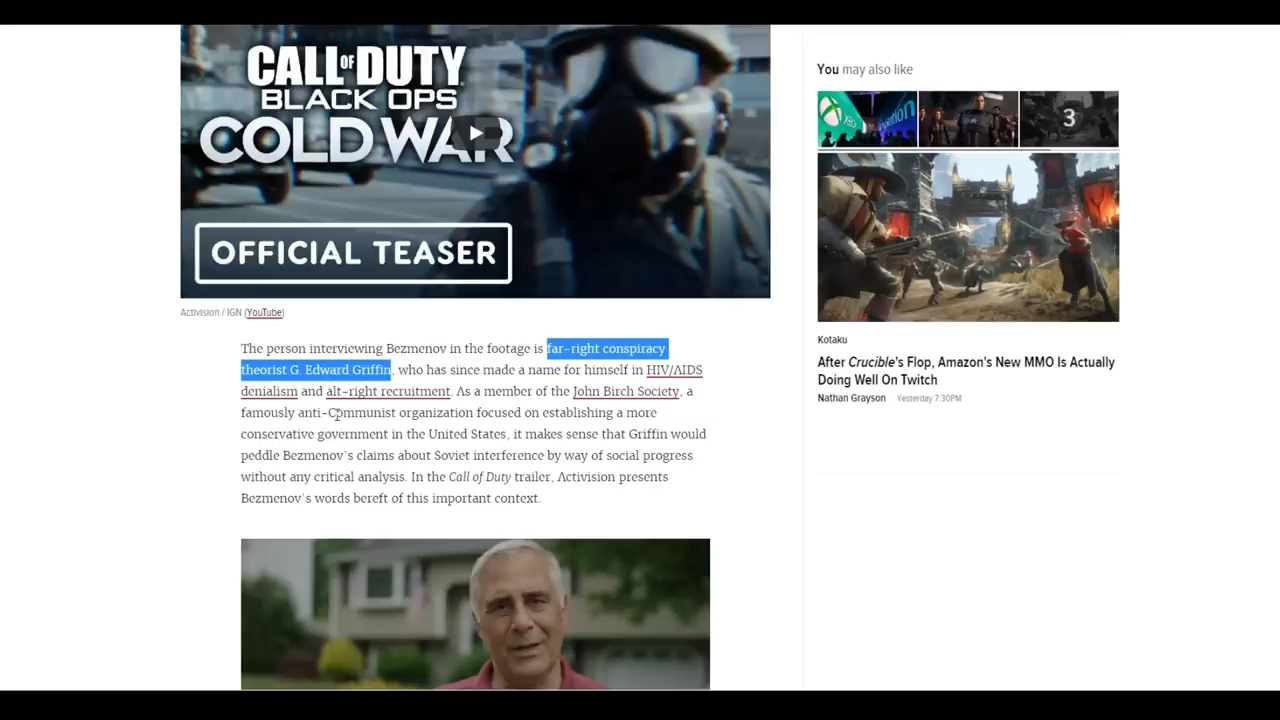 CALL OF DUTY
BLACK OPS
COLD WAR
OFFICIAL TEASER
Activision / IGN (YouTube)
The person interviewing Bezmenov in the footage is far-right conspiracy
theorist G. Edward Griffin, who has since made a name for himself in HIV/AIDS
denialism and alt-right recruitment. As a member of the John Birch Society, a
famously anti-Communist organization focused on establishing a more
conservative government in the United States, it makes sense that Griffin would
peddle Bezmenov's claims about Soviet interference by way of social progress
without any critical analysis. In the Call of Duty trailer, Activision presents
Bezmenov's words bereft of this important context.
You may also like
XBOX
3
Kotaku
After Crucible's Flop, Amazon's New MMO Is Actually
Doing Well On Twitch
Nathan Grayson Yesterday 7:30PM